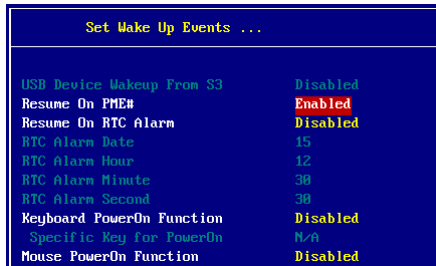 Set Wake Up Events ...
USB Device Wakeup From S3 Disabled
Resume On PME# Enabled
Resume On RTC Alarm Disabled
RTC Alarm Date 15
RTC Alarm Hour 12
RTC Alarm Minute 30
RTC Alarm Second 30
Keyboard PowerOn Function Disabled
Specific Key for PowerOn N/A
Mouse PowerOn Function Disabled